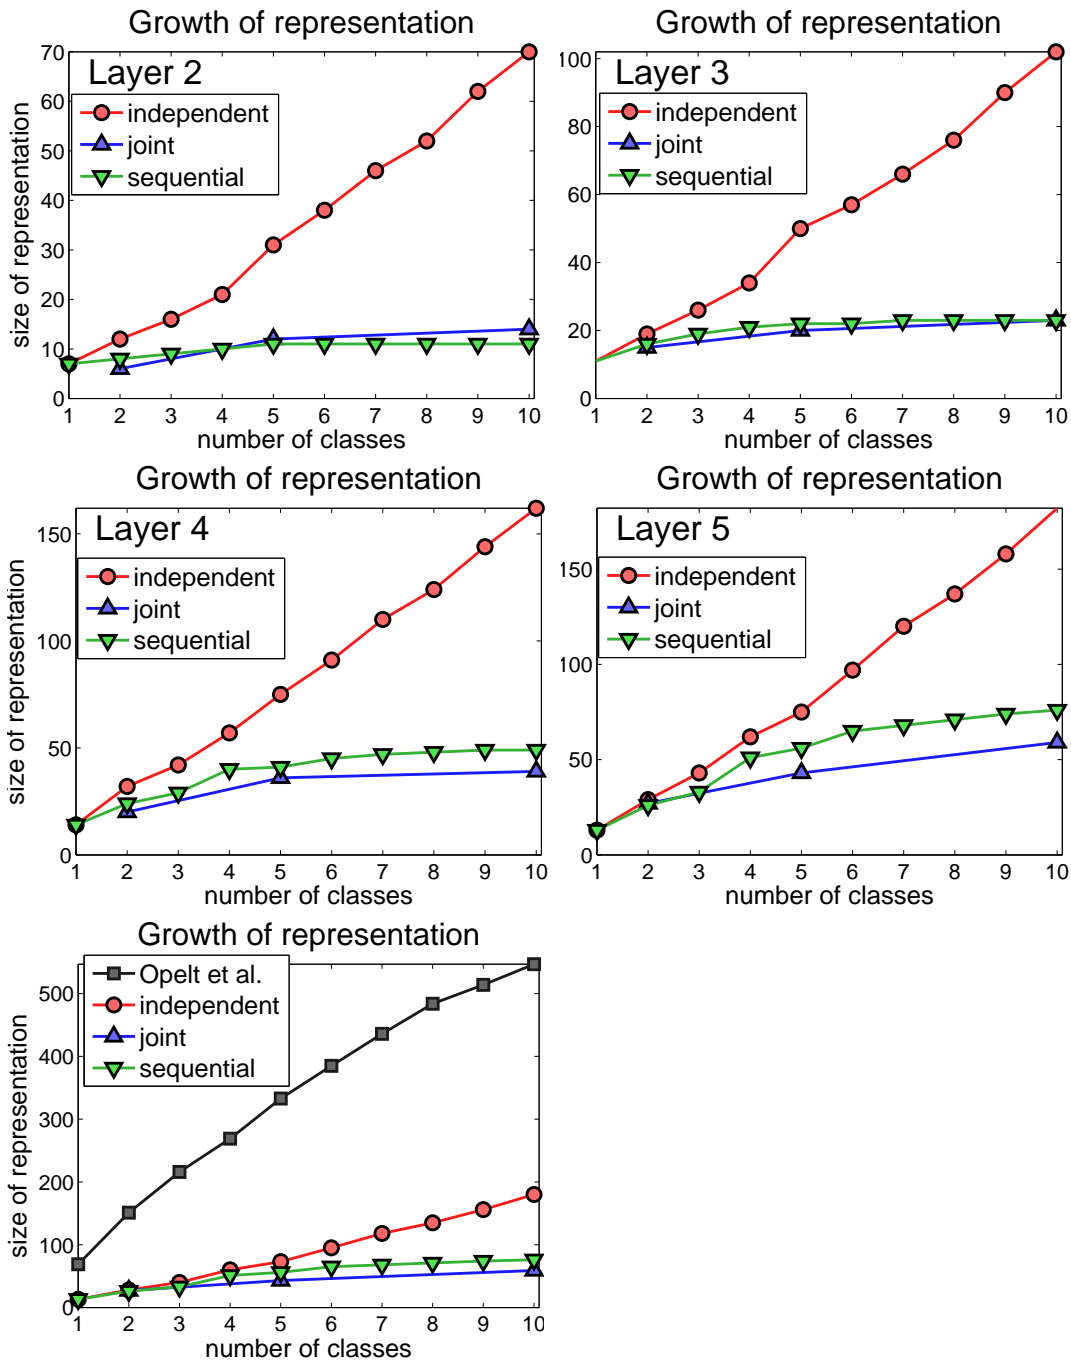 Growth of representation
Layer 2
independent
joint
sequential
size of representation
70
60
50
40
30
20
10
0
1 2 3 4 5 6 7 8 9 10
number of classes
Growth of representation
Layer 3
independent
joint
sequential
100
80
60
40
20
0
1 2 3 4 5 6 7 8 9 10
number of classes
Growth of representation
Layer 4
independent
joint
sequential
size of representation
150
100
50
0
1 2 3 4 5 6 7 8 9 10
number of classes
Growth of representation
Layer 5
independent
joint
sequential
150
100
50
0
1 2 3 4 5 6 7 8 9 10
number of classes
Growth of representation
Opelt et al.
independent
joint
sequential
size of representation
500
400
300
200
100
0
1 2 3 4 5 6 7 8 9 10
number of classes